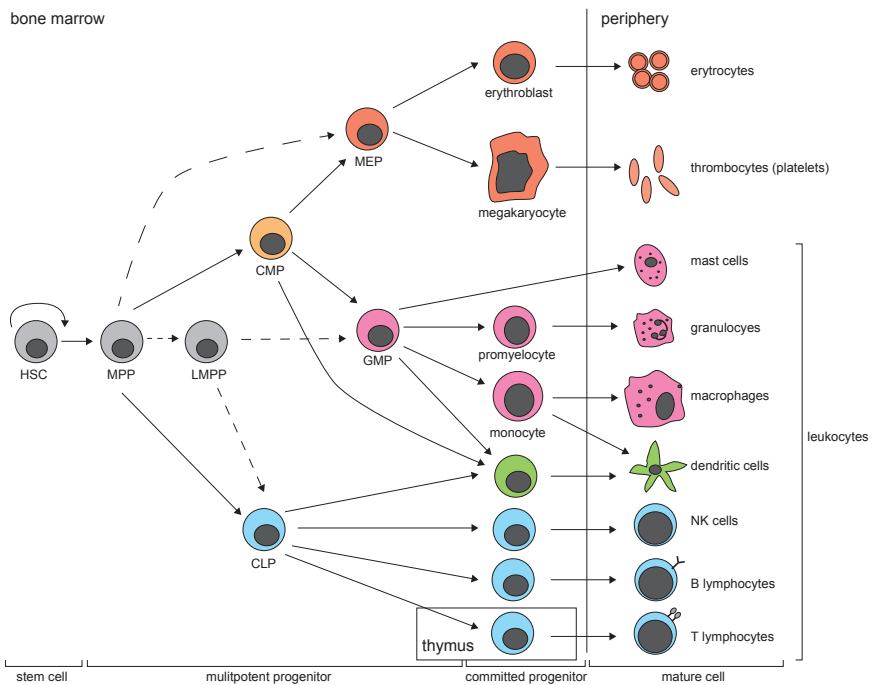 bone marrow
periphery
erythroblast
erytrocytes
MEP
megakaryocyte
thrombocytes (platelets)
CMP
mast cells
HSC
MPP
LMPP
GMP
promyelocyte
granulocyes
monocyte
macrophages
leukocytes
dendritic cells
CLP
NK cells
B lymphocytes
thymus
T lymphocytes
stem cell
mulitpotent progenitor
committed progenitor
mature cell